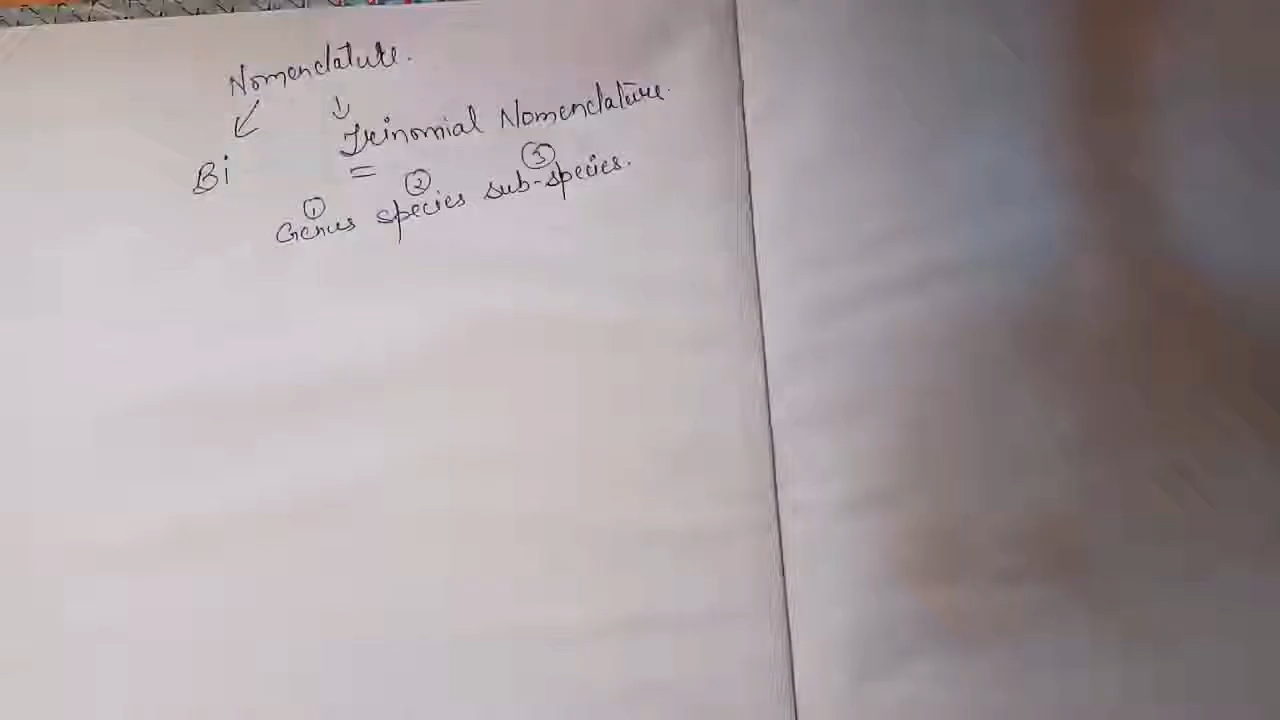 Nomenclature.
↙ ↓
Bi Trinomial Nomenclature.
① ② ③
Genus species sub-species.